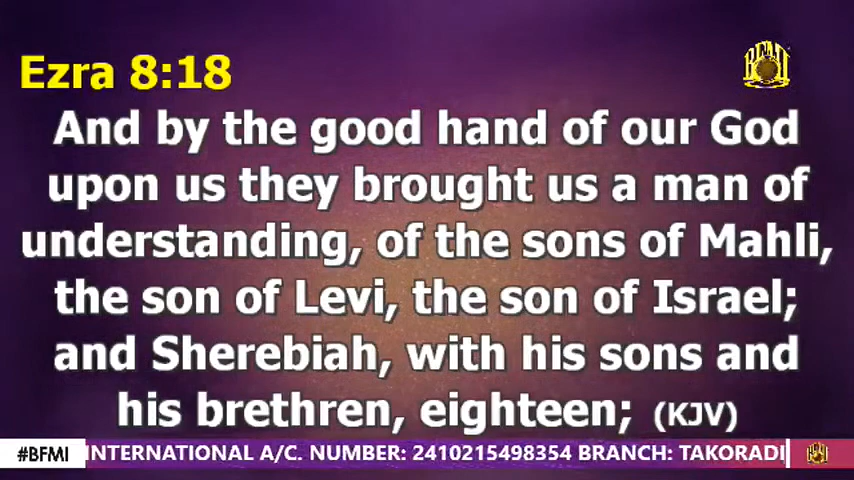 Ezra 8:18
And by the good hand of our God
upon us they brought us a man of
understanding, of the sons of Mahli,
the son of Levi, the son of Israel;
and Sherebiah, with his sons and
his brethren, eighteen; (KJV)
#BFMI INTERNATIONAL A/C. NUMBER: 2410215498354 BRANCH: TAKORADI